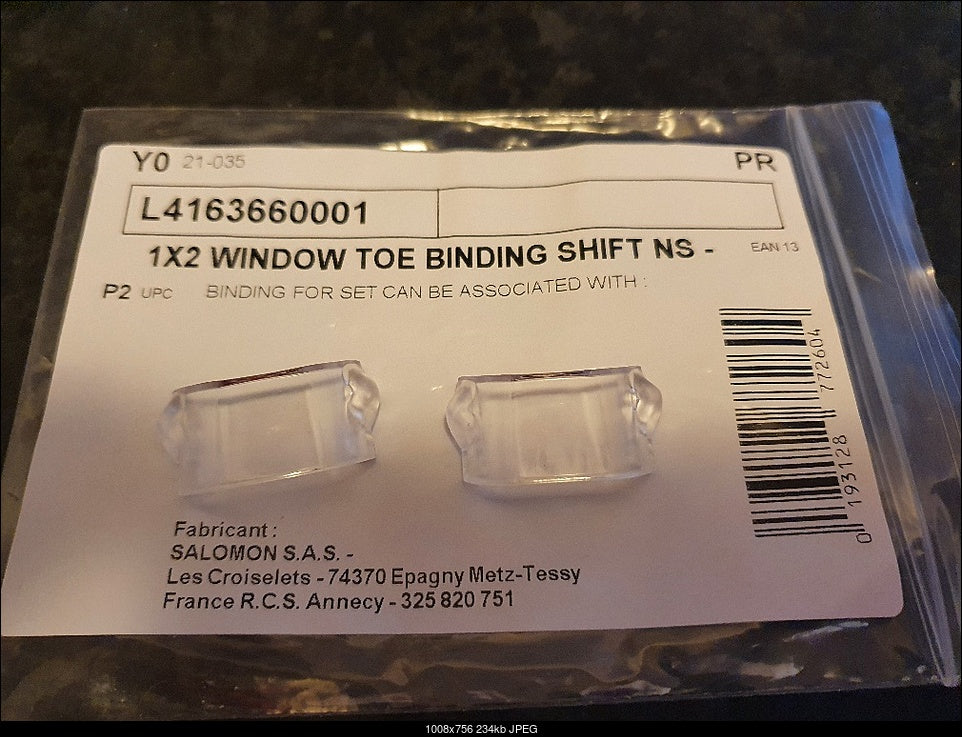 Y0 21-035 PR
L4163660001
1X2 WINDOW TOE BINDING SHIFT NS - EAN 13
P2 UPC BINDING FOR SET CAN BE ASSOCIATED WITH :
0 193128 772604
Fabricant :
SALOMON S.A.S. -
Les Croiselets - 74370 Epagny Metz-Tessy
France R.C.S. Annecy - 325 820 751
1008x756 234kb JPEG